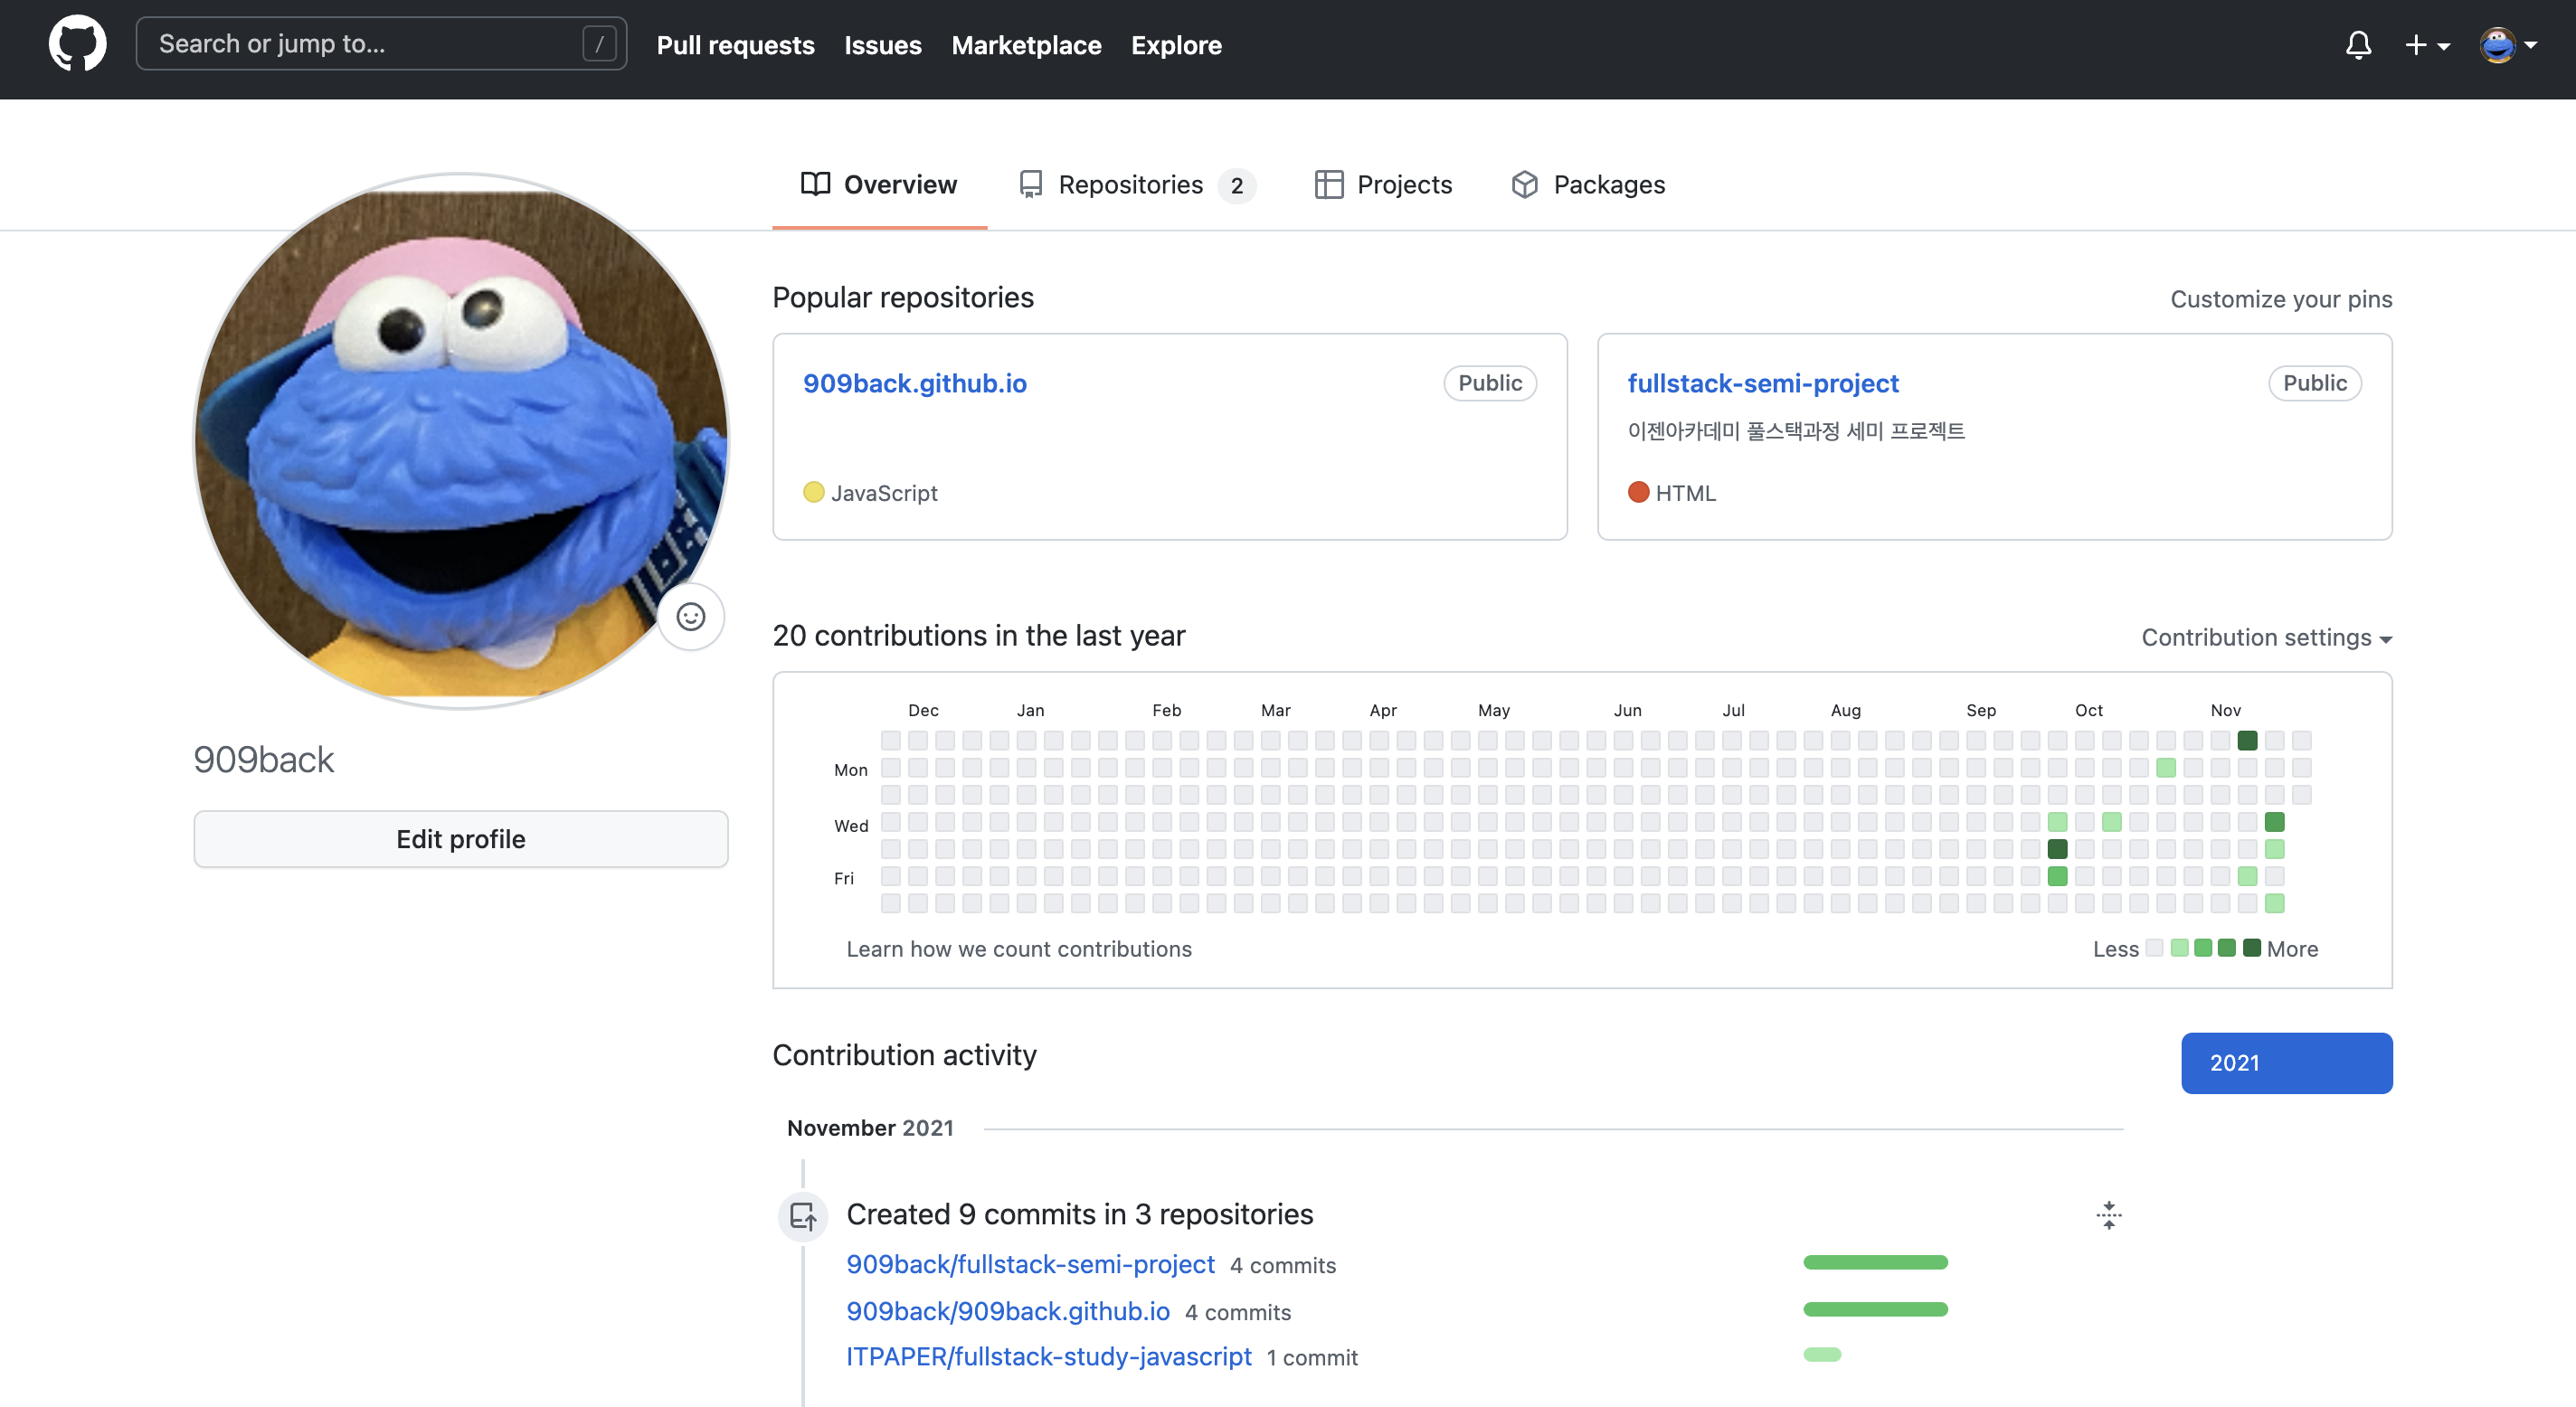 Search or jump to...
/
Pull requests
Issues
Marketplace
Explore
Overview
Repositories 2
Projects
Packages
909back
Edit profile
Popular repositories
Customize your pins
909back.github.io
Public
JavaScript
fullstack-semi-project
Public
이젠아카데미 풀스택과정 세미 프로젝트
HTML
20 contributions in the last year
Contribution settings
Dec Jan Feb Mar Apr May Jun Jul Aug Sep Oct Nov
Mon
Wed
Fri
Learn how we count contributions
Less
More
Contribution activity
2021
November 2021
Created 9 commits in 3 repositories
909back/fullstack-semi-project 4 commits
909back/909back.github.io 4 commits
ITPAPER/fullstack-study-javascript 1 commit